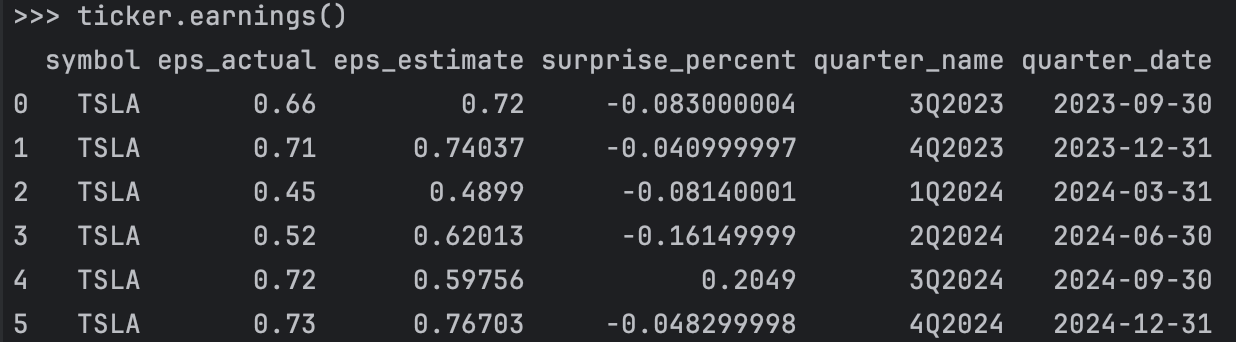 >>> ticker.earnings()
symbol eps_actual eps_estimate surprise_percent quarter_name quarter_date
0 TSLA 0.66 0.72 -0.083000004 3Q2023 2023-09-30
1 TSLA 0.71 0.74037 -0.040999997 4Q2023 2023-12-31
2 TSLA 0.45 0.4899 -0.08140001 1Q2024 2024-03-31
3 TSLA 0.52 0.62013 -0.16149999 2Q2024 2024-06-30
4 TSLA 0.72 0.59756 0.2049 3Q2024 2024-09-30
5 TSLA 0.73 0.76703 -0.048299998 4Q2024 2024-12-31